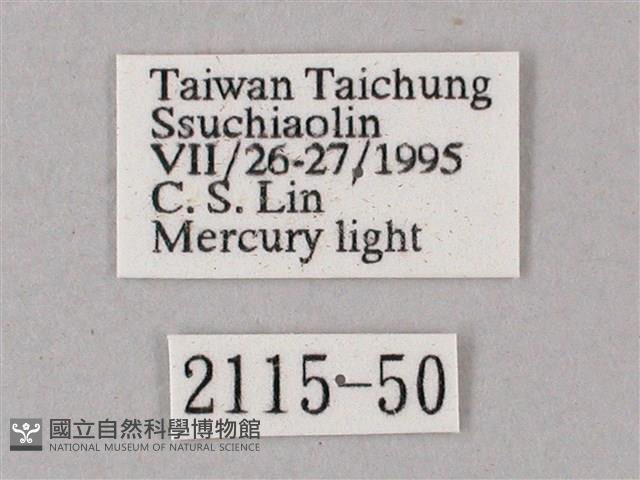 Taiwan Taichung
Ssuchiaolin
VII/26-27/1995
C. S. Lin
Mercury light
2115-50
國立自然科學博物館
NATIONAL MUSEUM OF NATURAL SCIENCE